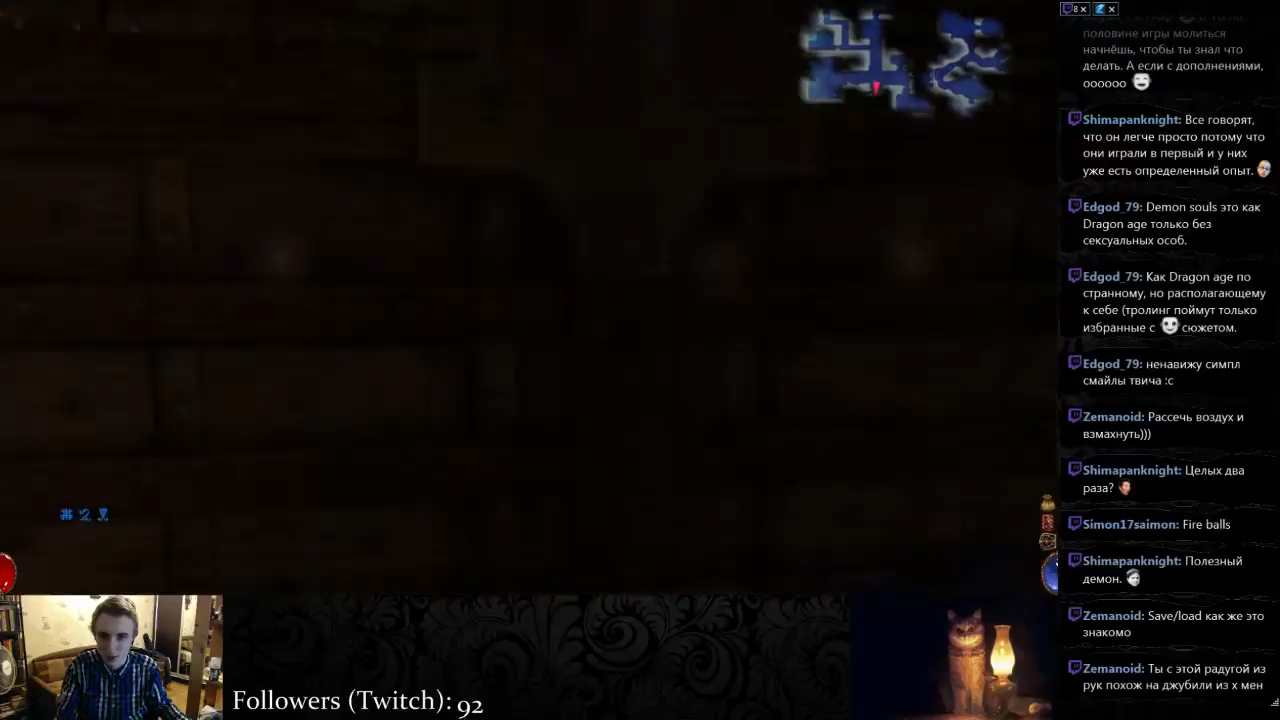 8
половине игры молиться
начнёшь, чтобы ты знал что
делать. А если с дополнениями,
оооооо
Shimapanknight: Все говорят,
что он легче просто потому что
они играли в первый и у них
уже есть определенный опыт.
Edgod_79: Demon souls это как
Dragon age только без
сексуальных особ.
Edgod_79: Как Dragon age по
странному, но располагающему
к себе (тролинг поймут только
избранные с сюжетом.
Edgod_79: ненавижу симпл
смайлы твича :с
Zemanoid: Рассечь воздух и
взмахнуть)))
Shimapanknight: Целых два
раза?
Simon17saimon: Fire balls
Shimapanknight: Полезный
демон.
Zemanoid: Save/load как же это
знакомо
Zemanoid: Ты с этой радугой из
рук похож на джубили из х мен
Followers (Twitch): 92